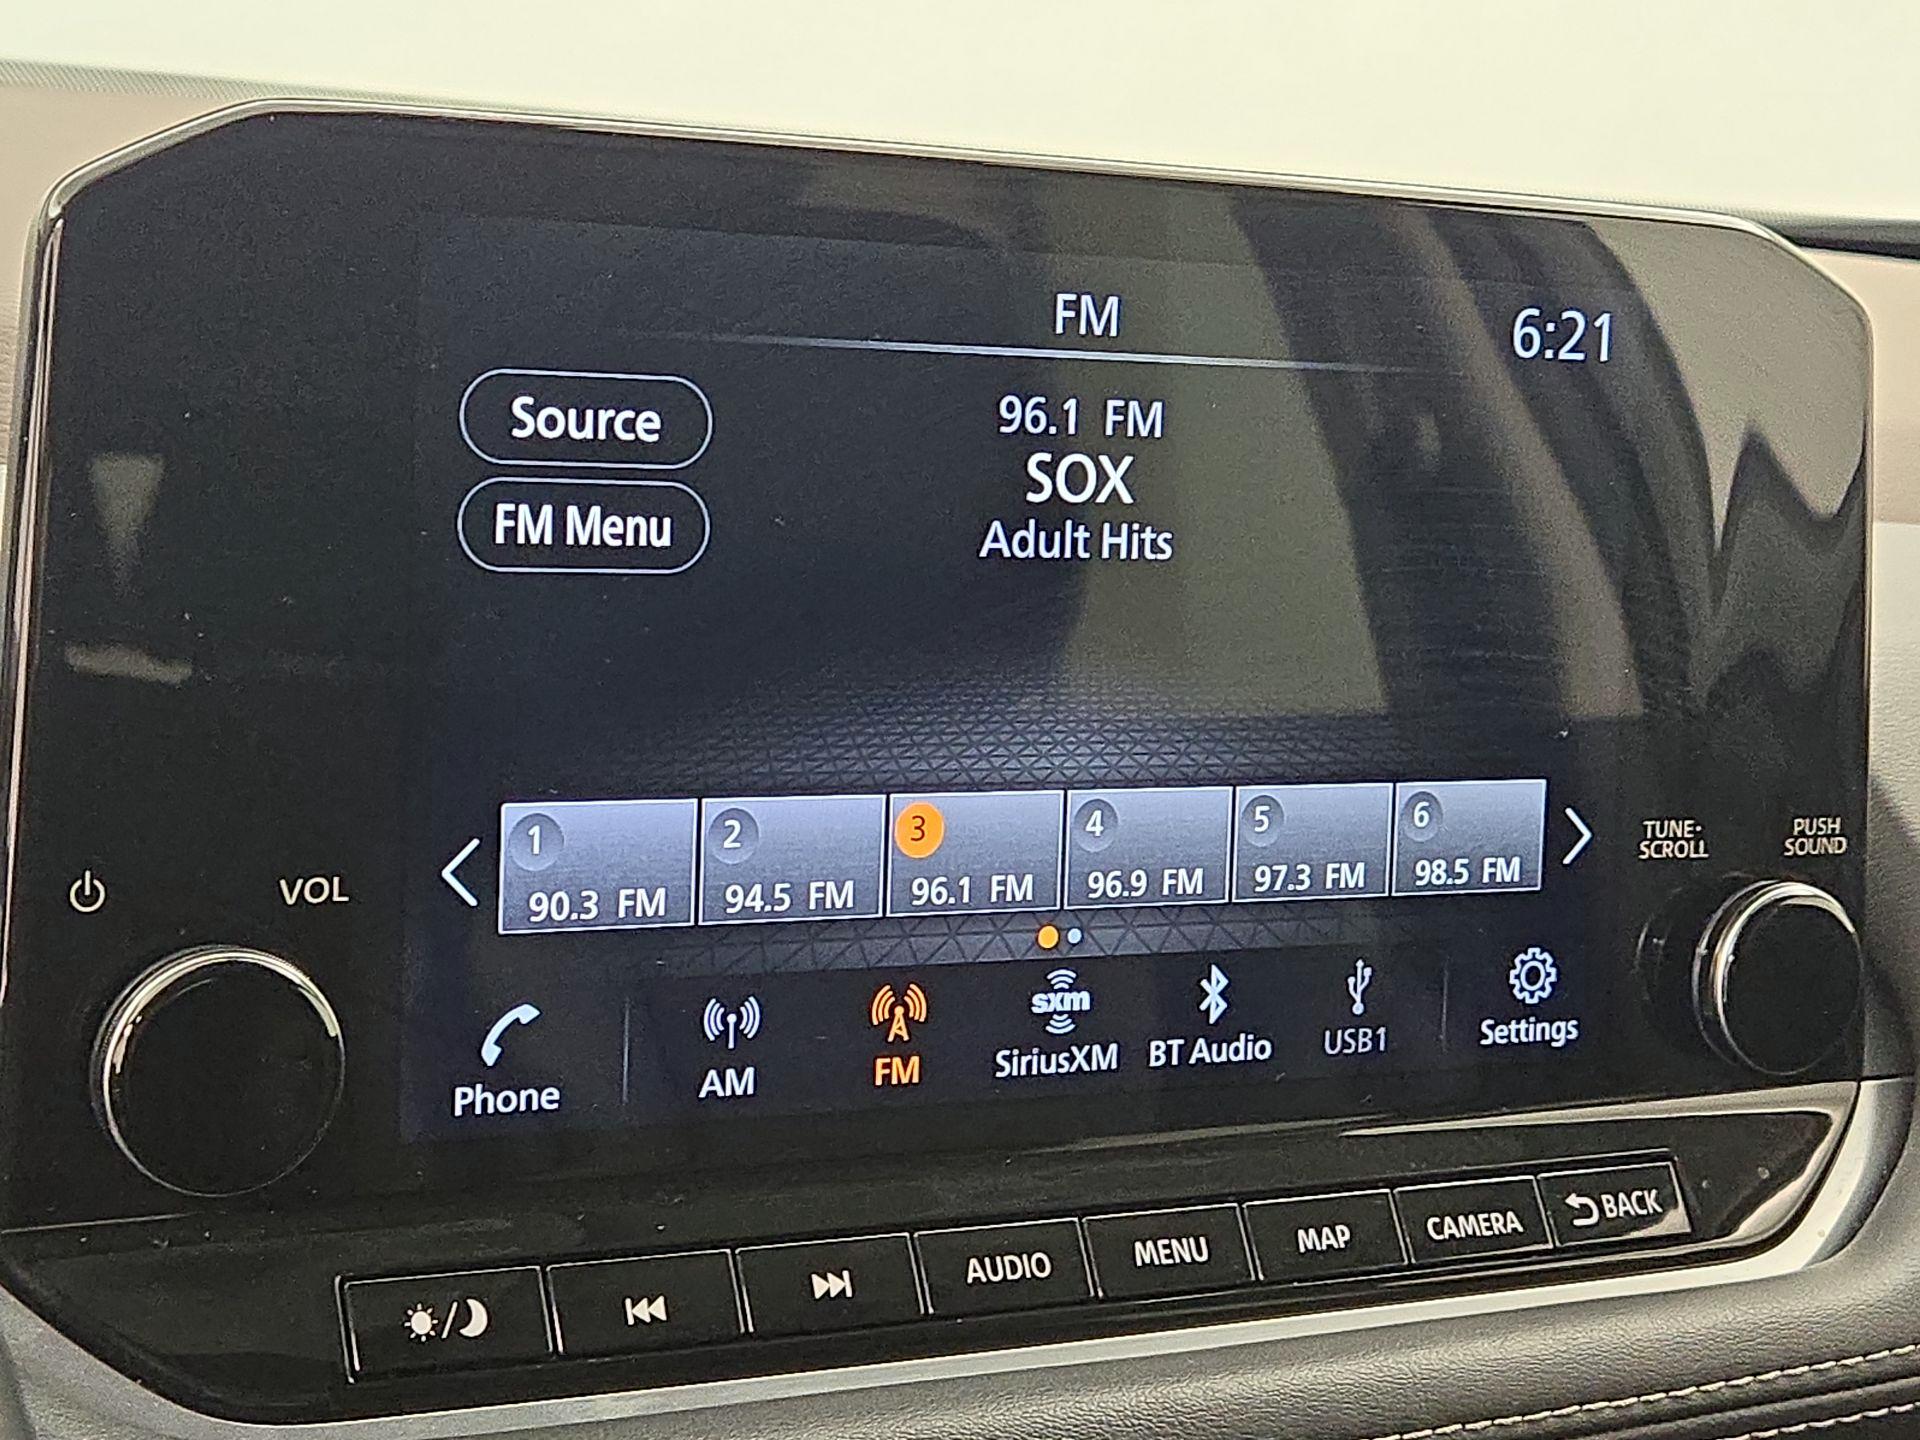 FM
6:21
Source
96.1 FM
SOX
FM Menu
Adult Hits
1
2
3
4
5
6
90.3 FM
94.5 FM
96.1 FM
96.9 FM
97.3 FM
98.5 FM
VOL
TUNE•
SCROLL
PUSH
SOUND
sxm
Phone
AM
FM
SiriusXM
BT Audio
USB1
Settings
AUDIO
MENU
MAP
CAMERA
BACK